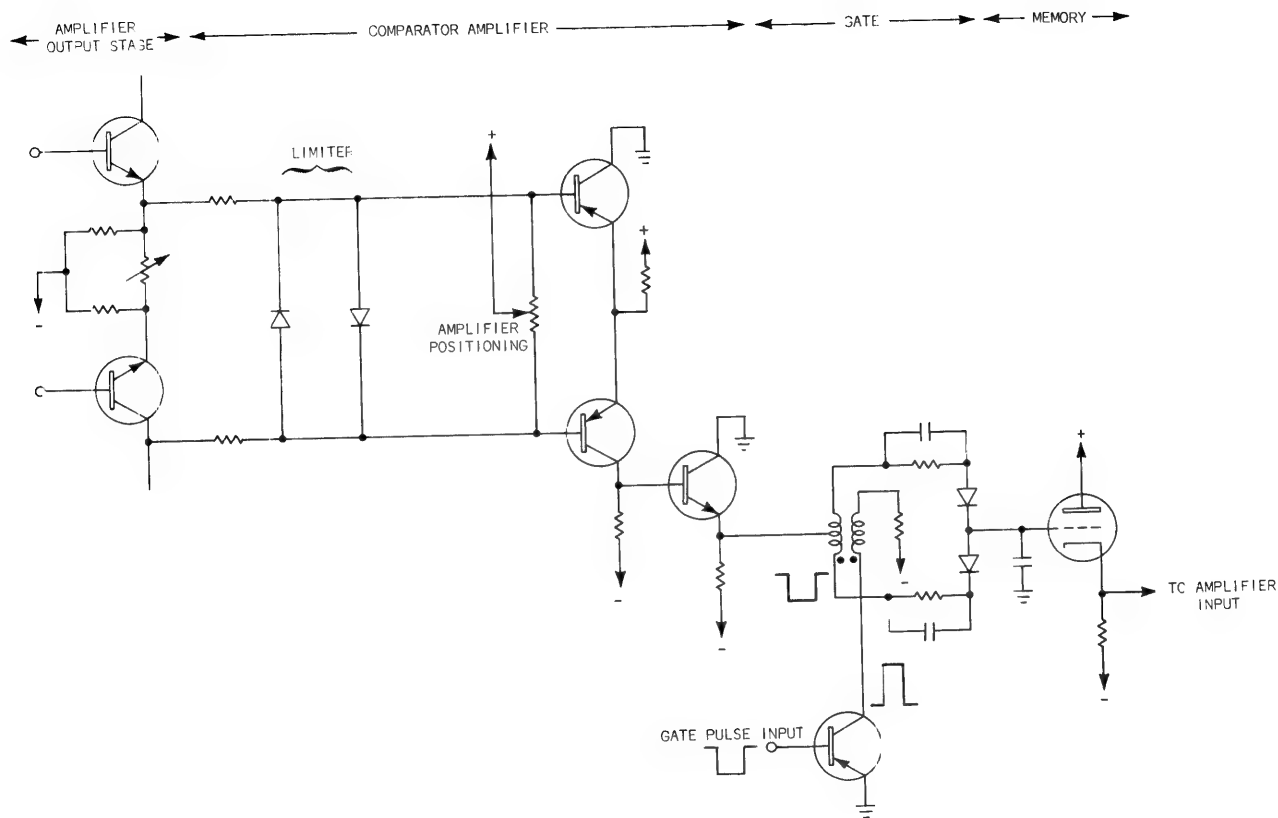 AMPLIFIER
OUTPUT STAGE
COMPARATOR AMPLIFIER
GATE
MEMORY
LIMITER
+
+
-
AMPLIFIER
POSITIONING
+
-
-
-
TO AMPLIFIER
INPUT
-
GATE PULSE INPUT